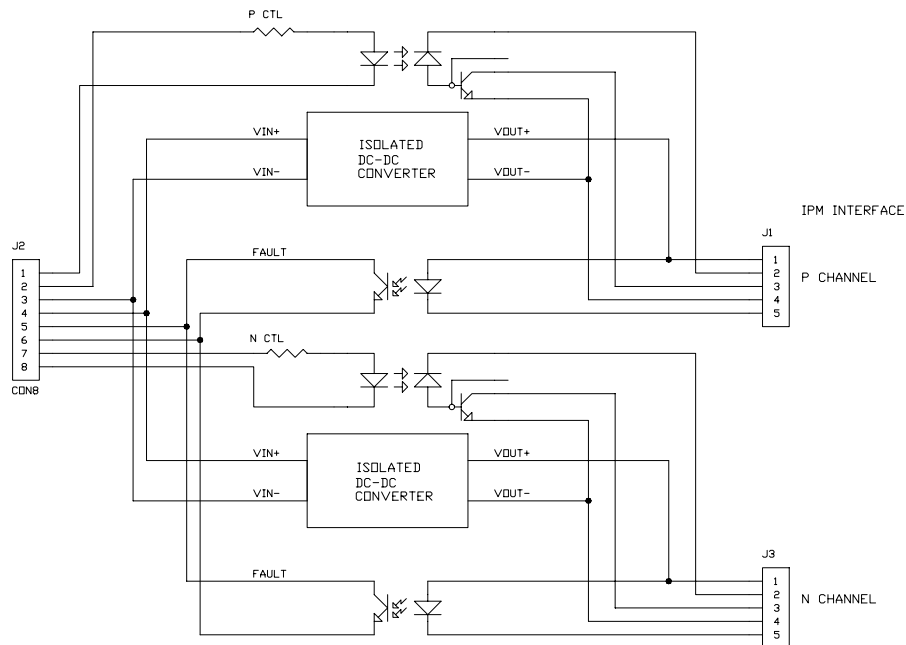 P CTL
VIN+
VOUT+
ISOLATED
DC-DC
CONVERTER
VIN-
VOUT-
IPM INTERFACE
J2
J1
FAULT
1
2
3
4
5
6
7
8
CON8
1
2
3
4
5
P CHANNEL
N CTL
VIN+
VOUT+
ISOLATED
DC-DC
CONVERTER
VIN-
VOUT-
J3
FAULT
1
2
3
4
5
N CHANNEL